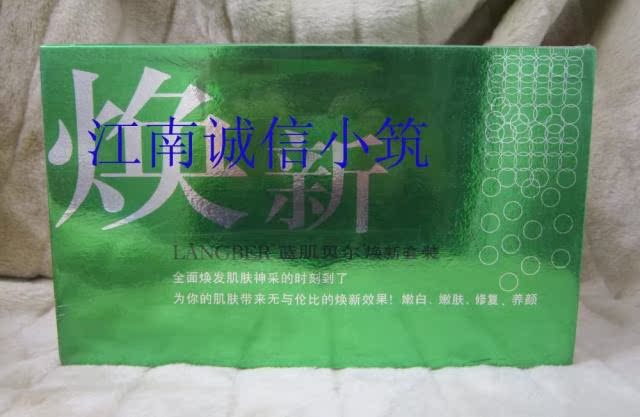 焕新
江南诚信小筑
LANGBER 蓝肌贝尔 焕新套装
全面焕发肌肤神采的时刻到了
为你的肌肤带来无与伦比的焕新效果！嫩白、嫩肤、修复、养颜